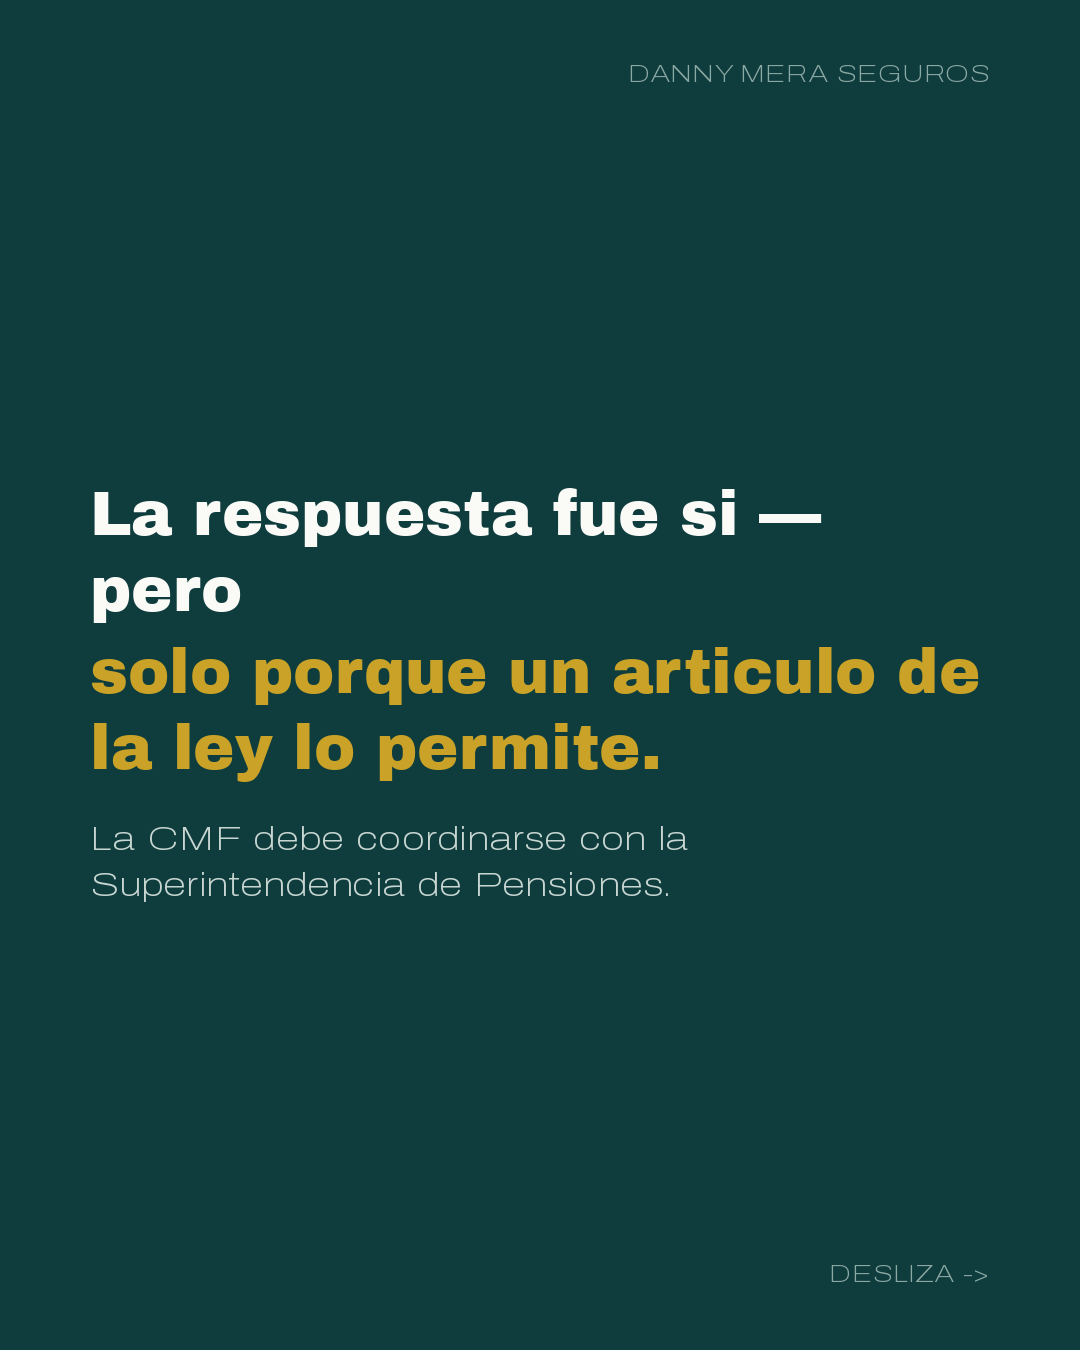 DANNY MERA SEGUROS
La respuesta fue si —
pero
solo porque un articulo de
la ley lo permite.
La CMF debe coordinarse con la
Superintendencia de Pensiones.
DESLIZA ->